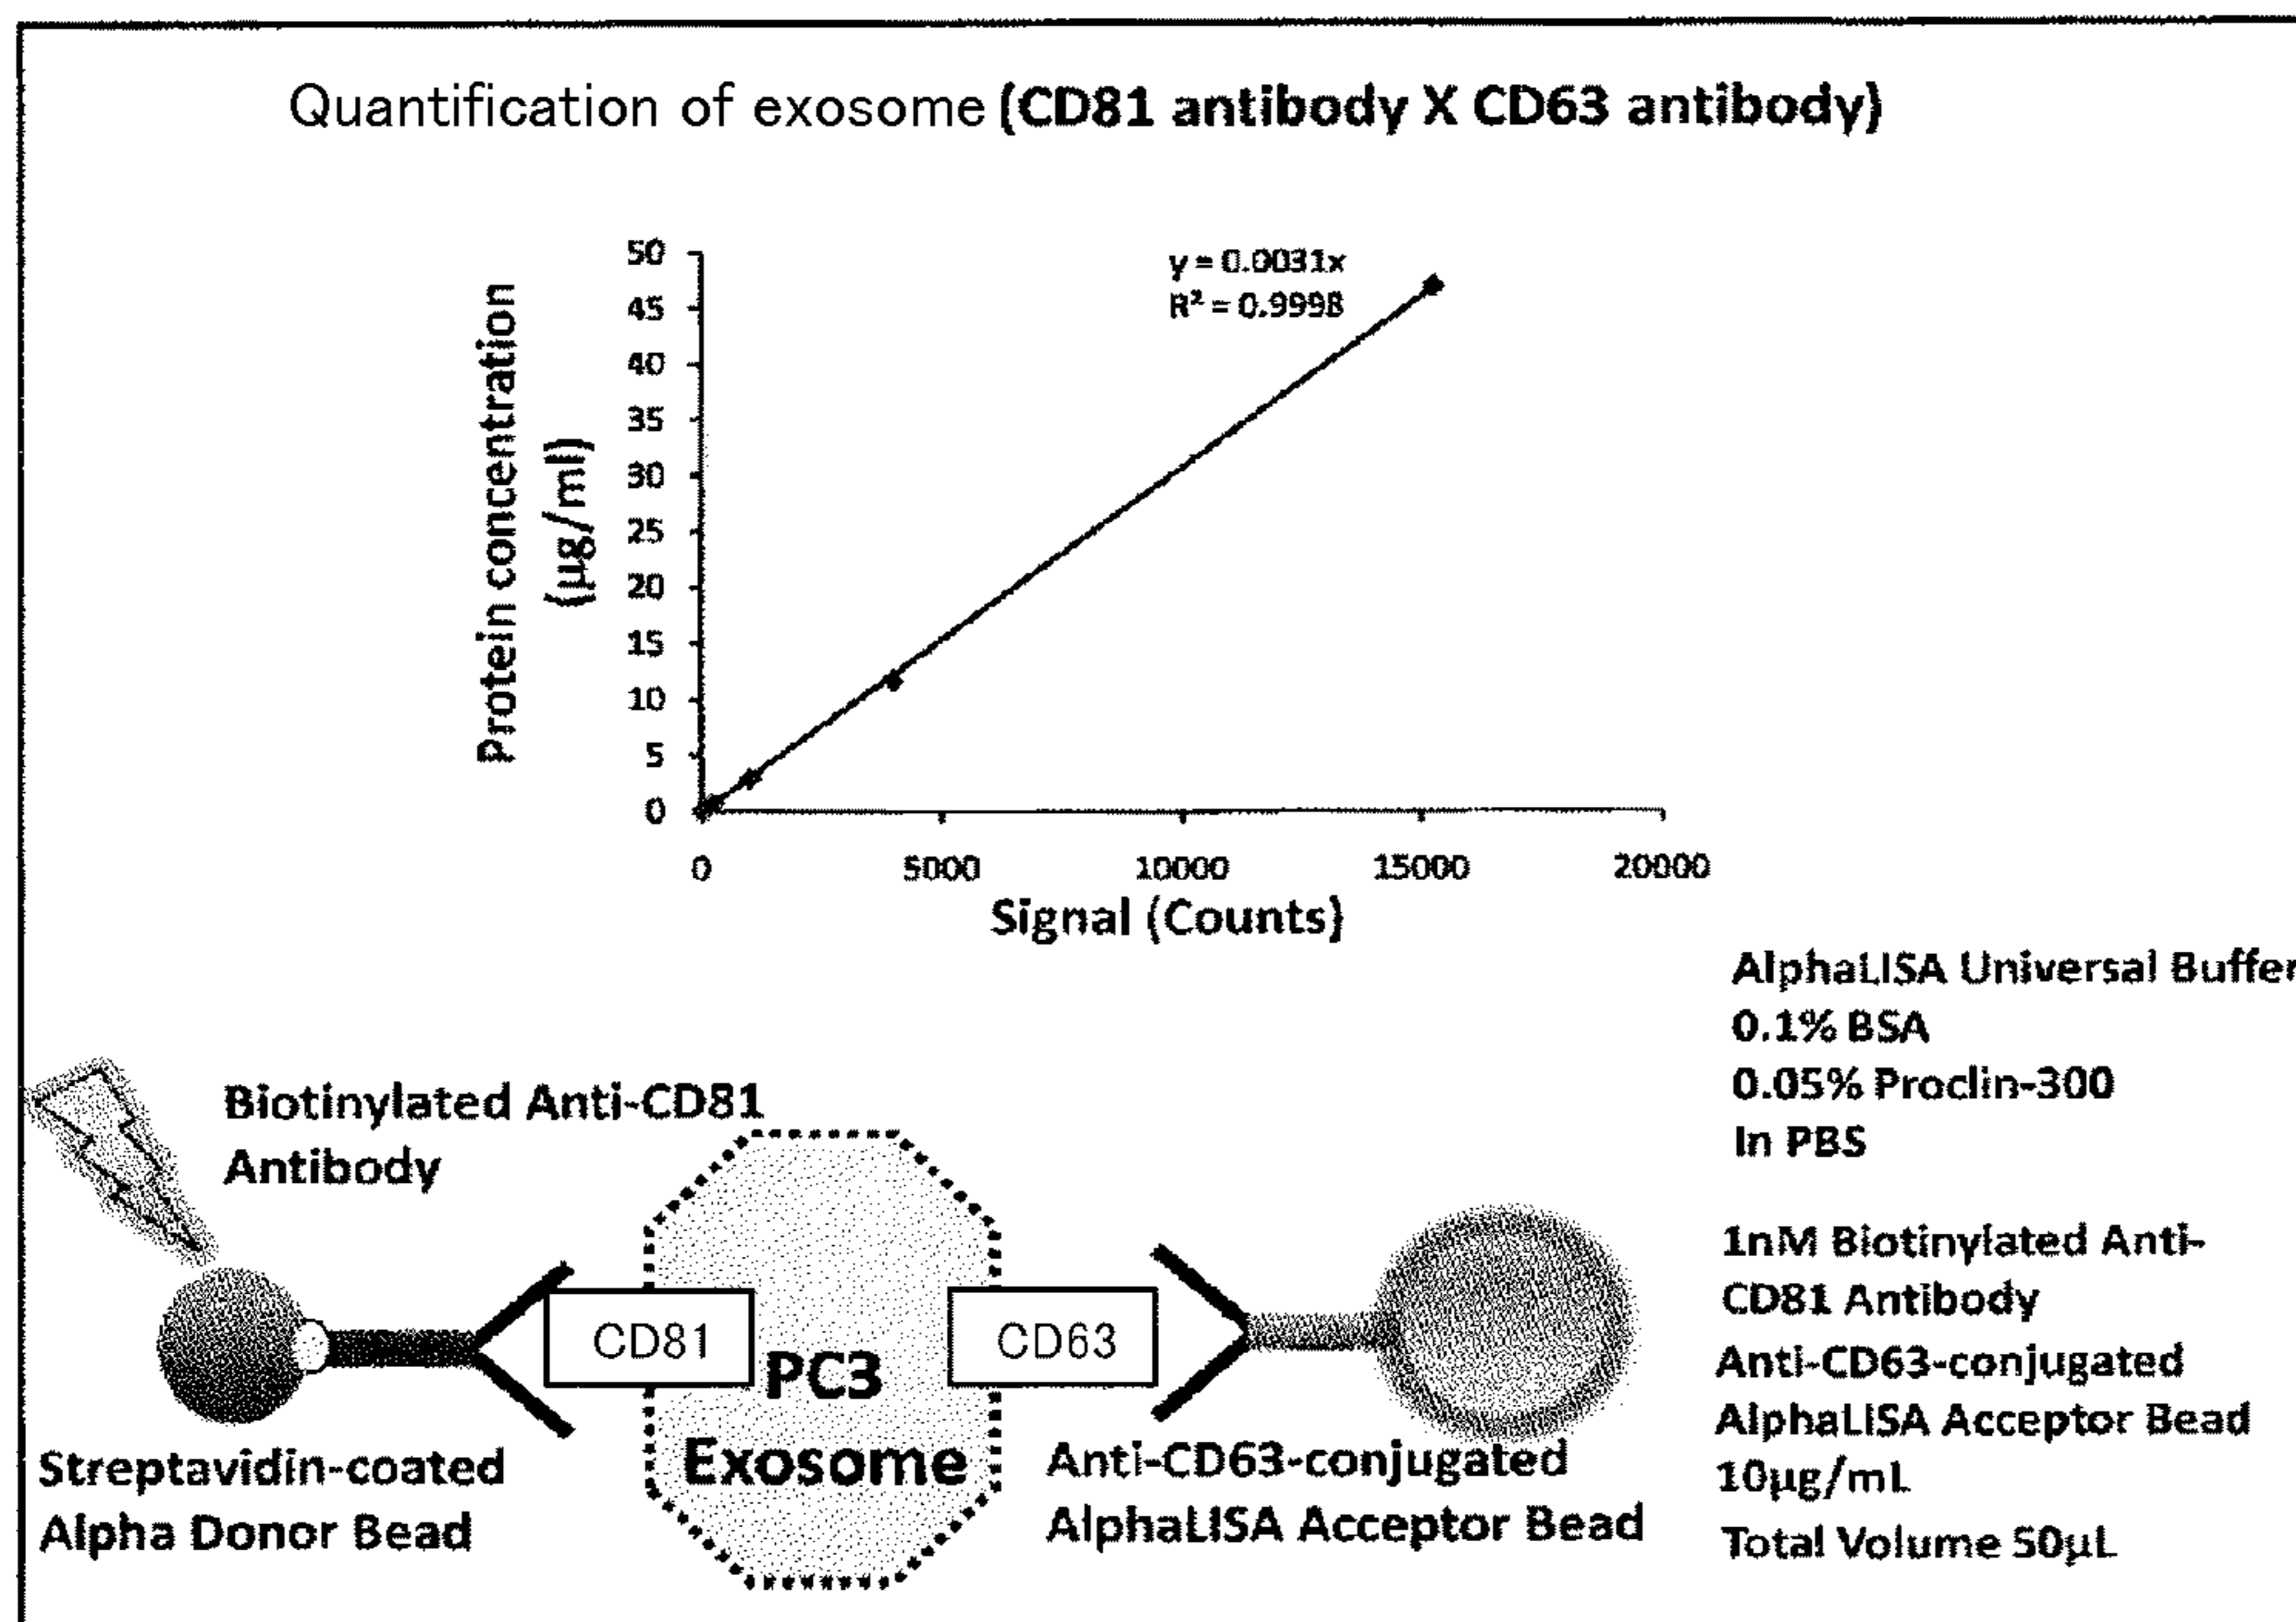 Quantification of exosome (CD81 antibody X CD63 antibody)
y = 0.0031x
R² = 0.9998
Protein concentration
(µg/ml)
50
45
40
35
30
25
20
15
10
5
0
0 5000 10000 15000 20000
Signal (Counts)
AlphaLISA Universal Buffer
0.1% BSA
0.05% Proclin-300
In PBS
1nM Biotinylated Anti-
CD81 Antibody
Anti-CD63-conjugated
AlphaLISA Acceptor Bead
10µg/mL
Total Volume 50µL
Biotinylated Anti-CD81
Antibody
CD81
PC3
Exosome
CD63
Streptavidin-coated
Alpha Donor Bead
Anti-CD63-conjugated
AlphaLISA Acceptor Bead